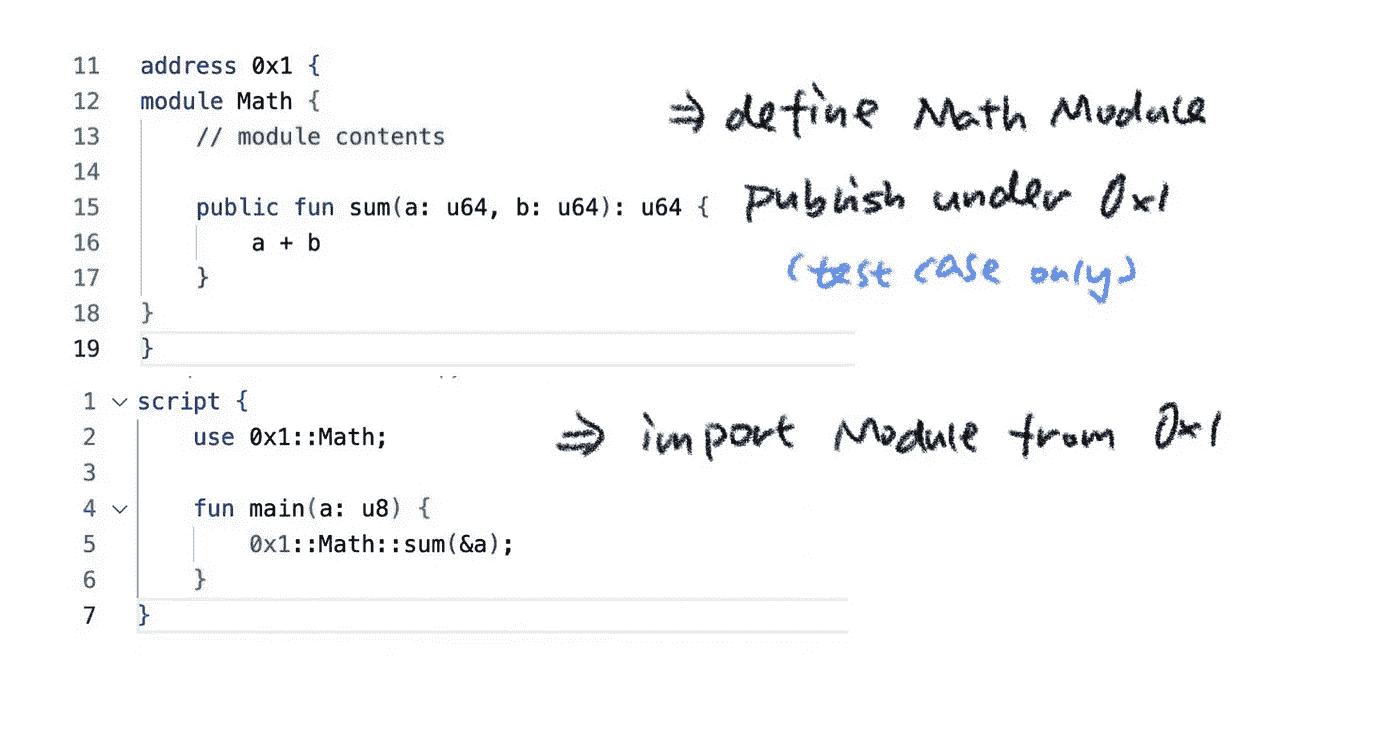 11 address 0x1 {
12 module Math { ⇒ define Math Module
13 // module contents
14
15 public fun sum(a: u64, b: u64): u64 { Publish under 0x1
16 a + b
17 } (test case only)
18 }
19 }
1 script {
2 use 0x1::Math; ⇒ import Module from 0x1
3
4 fun main(a: u8) {
5 0x1::Math::sum(&a);
6 }
7 }